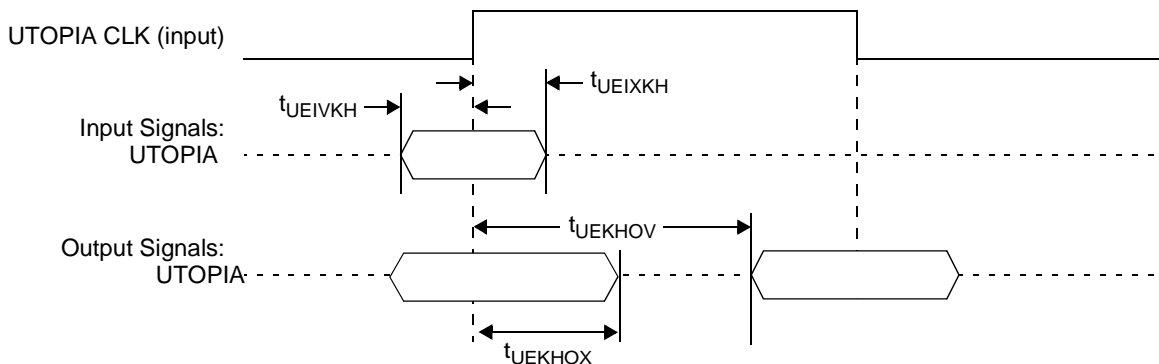 UTOPIA CLK (input)
tUEIXKH
tUEIVKH
Input Signals:
UTOPIA
tUEKHOV
Output Signals:
UTOPIA
tUEKHOX